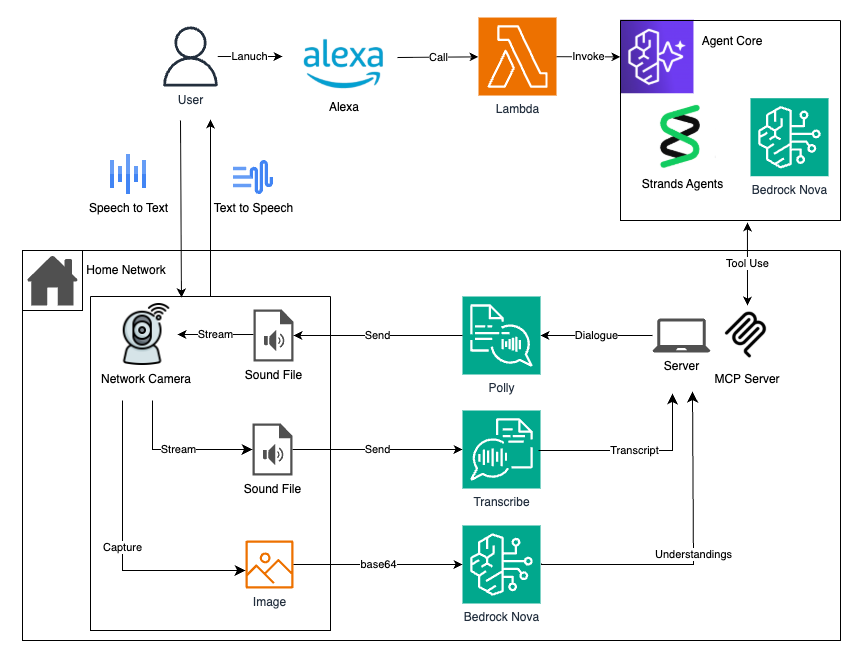 Lanuch
alexa
Call
Invoke
Agent Core
User
Alexa
Lambda
Strands Agents
Bedrock Nova
Speech to Text
Text to Speech
Home Network
Tool Use
Stream
Send
Dialogue
Network Camera
Sound File
Polly
Server
MCP Server
Stream
Send
Transcript
Sound File
Transcribe
Capture
base64
Understandings
Image
Bedrock Nova